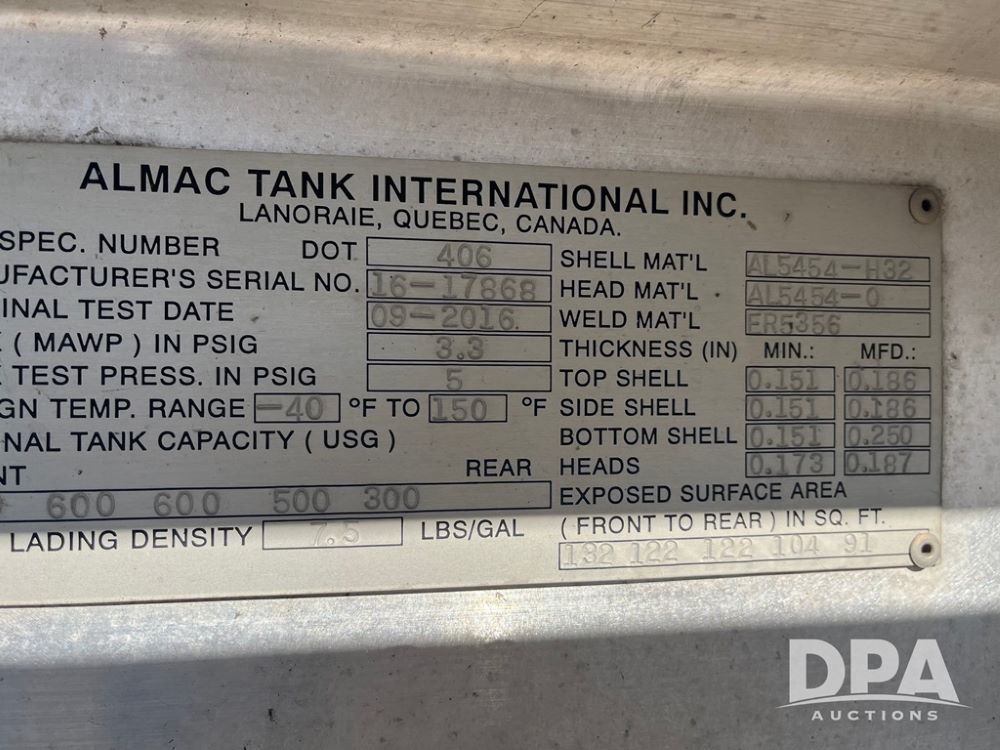 ALMAC TANK INTERNATIONAL INC.
LANORAIE, QUEBEC, CANADA.
SPEC. NUMBER DOT 406
UFACTURER'S SERIAL NO. 16-17868
INAL TEST DATE 09-2016
( MAWP ) IN PSIG 3.3
TEST PRESS. IN PSIG 5
GN TEMP. RANGE -40 °F TO 150 °F
NAL TANK CAPACITY ( USG )
NT REAR
600 600 500 300
LADING DENSITY 7.5 LBS/GAL
SHELL MAT'L AL5454-H32
HEAD MAT'L AL5454-0
WELD MAT'L ER5356
THICKNESS (IN) MIN.: MFD.:
TOP SHELL 0.151 0.186
SIDE SHELL 0.151 0.186
BOTTOM SHELL 0.151 0.250
HEADS 0.173 0.187
EXPOSED SURFACE AREA
( FRONT TO REAR ) IN SQ. FT.
132 122 122 104 91
DPA
AUCTIONS